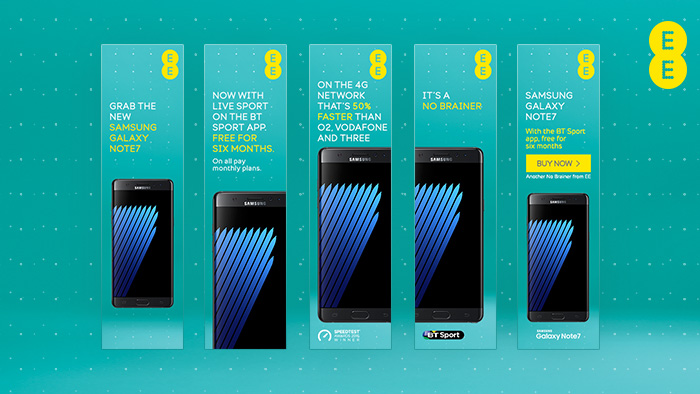 EE
EE
GRAB THE
NEW
SAMSUNG
GALAXY
NOTE7
SAMSUNG
EE
NOW WITH
LIVE SPORT
ON THE BT
SPORT APP.
FREE FOR
SIX MONTHS.
On all pay
monthly plans.
SAMSUNG
EE
ON THE 4G
NETWORK
THAT'S 50%
FASTER THAN
O2, VODAFONE
AND THREE
SAMSUNG
SPEEDTEST
WINNER
EE
IT'S A
NO BRAINER
SAMSUNG
BT Sport
EE
SAMSUNG
GALAXY
NOTE7
With the BT Sport
app, free for
six months
BUY NOW >
Another No Brainer from EE
SAMSUNG
SAMSUNG
Galaxy Note7